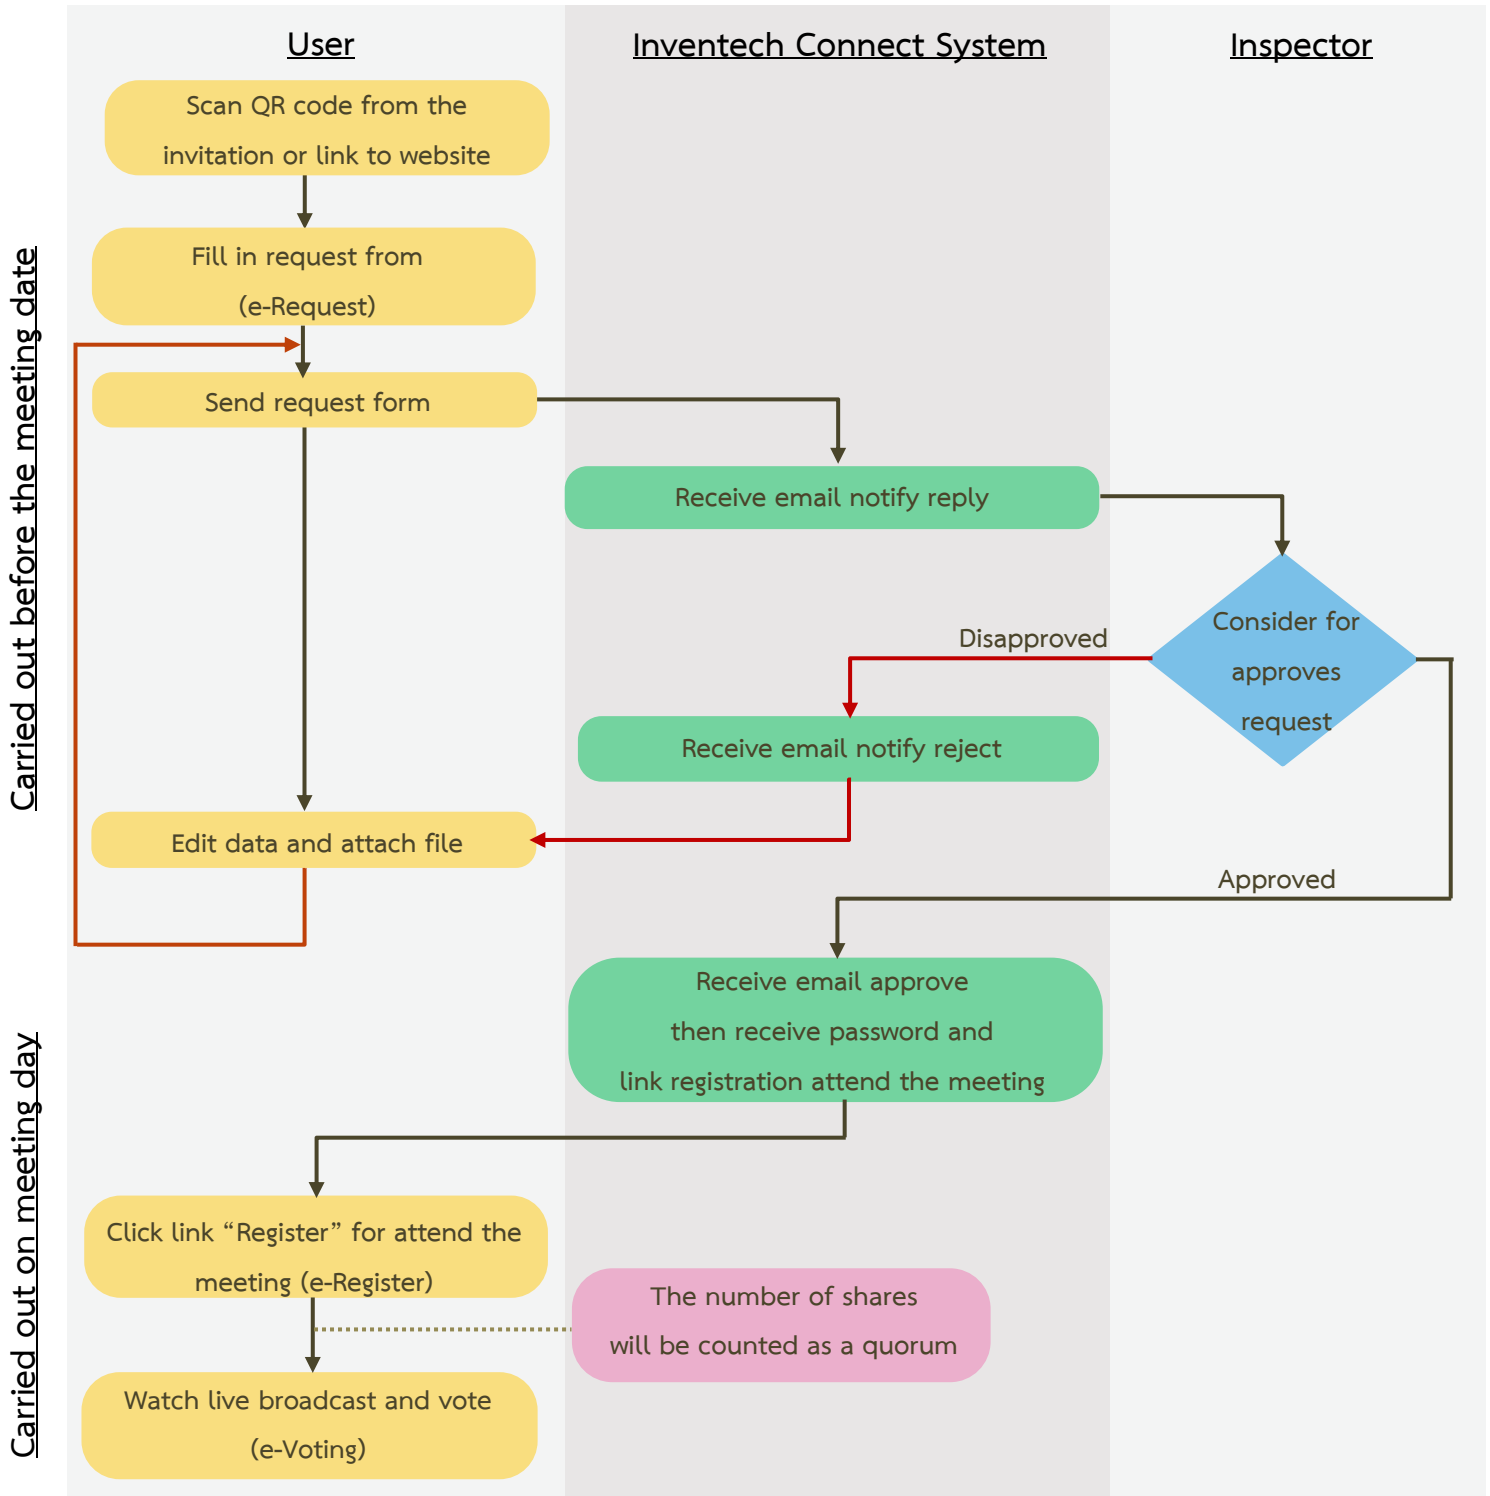 User
Inventech Connect System
Inspector
Carried out before the meeting date
Scan QR code from the
invitation or link to website
Fill in request from
(e-Request)
Send request form
Receive email notify reply
Consider for
approves
request
Disapproved
Receive email notify reject
Edit data and attach file
Approved
Receive email approve
then receive password and
link registration attend the meeting
Carried out on meeting day
Click link “Register” for attend the
meeting (e-Register)
The number of shares
will be counted as a quorum
Watch live broadcast and vote
(e-Voting)